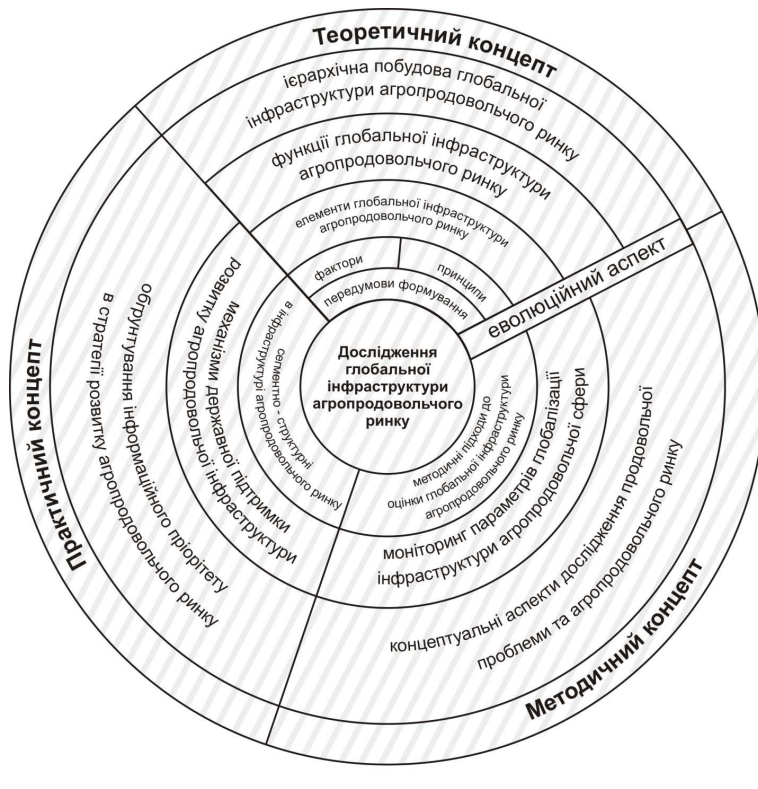 Теоретичний концепт
ієрархічна побудова глобальної
інфраструктури агропродовольчого ринку
функції глобальної інфраструктури
агропродовольчого ринку
елементи глобальної інфраструктури
агропродовольчого ринку
фактори
принципи
передумови формування
еволюційний аспект
Дослідження
глобальної
інфраструктури
агропродовольчого
ринку
методичні підходи до
оцінки глобальної інфраструктури
агропродовольчого ринку
моніторинг параметрів глобалізації
інфраструктури агропродовольчої сфери
концептуальні аспекти дослідження продовольчої
проблеми та агропродовольчого ринку
Методичний концепт
сегментно - структурні
в інфраструктурі агропродовольчого ринку
механізми державної підтримки
розвитку агропродовольчої інфраструктури
обґрунтування інформаційного пріорітету
в стратегії розвитку агропродовольчого ринку
Практичний концепт